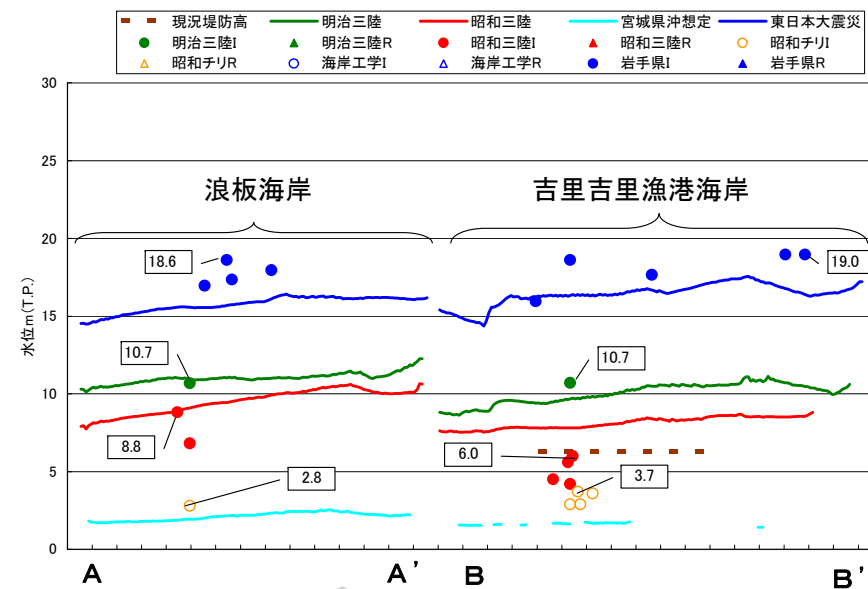 現況堤防高 明治三陸 昭和三陸 宮城県沖想定 東日本大震災
明治三陸I 明治三陸R 昭和三陸I 昭和三陸R 昭和チリI
昭和チリR 海岸工学I 海岸工学R 岩手県I 岩手県R
30
25
浪板海岸 吉里吉里漁港海岸
20
18.6 19.0
水位m(T.P.)
15
10.7 10.7
10
8.8 6.0
5
2.8 3.7
0
A A' B B'